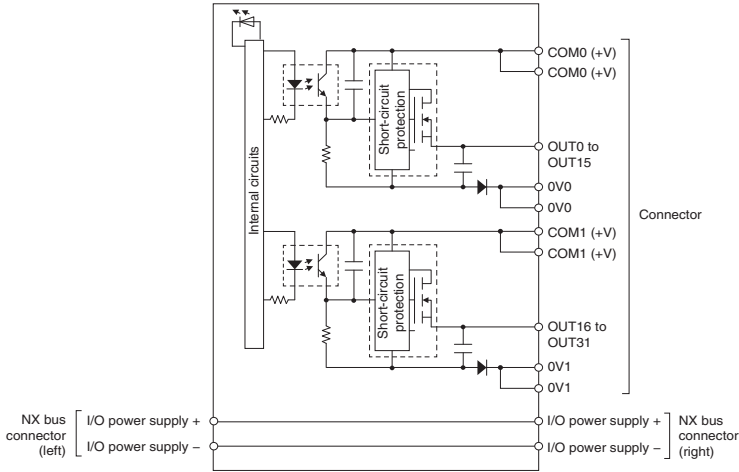 COM0 (+V)
COM0 (+V)
Internal circuits
Short-circuit
protection
OUT0 to
OUT15
0V0
0V0
Connector
COM1 (+V)
COM1 (+V)
Short-circuit
protection
OUT16 to
OUT31
0V1
0V1
NX bus
connector
(left)
I/O power supply +
I/O power supply –
I/O power supply +
I/O power supply –
NX bus
connector
(right)